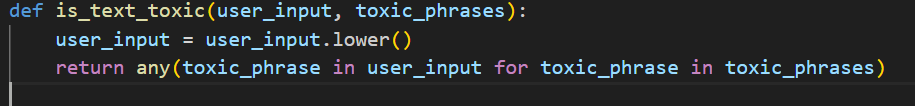 def is_text_toxic(user_input, toxic_phrases):
    user_input = user_input.lower()
    return any(toxic_phrase in user_input for toxic_phrase in toxic_phrases)